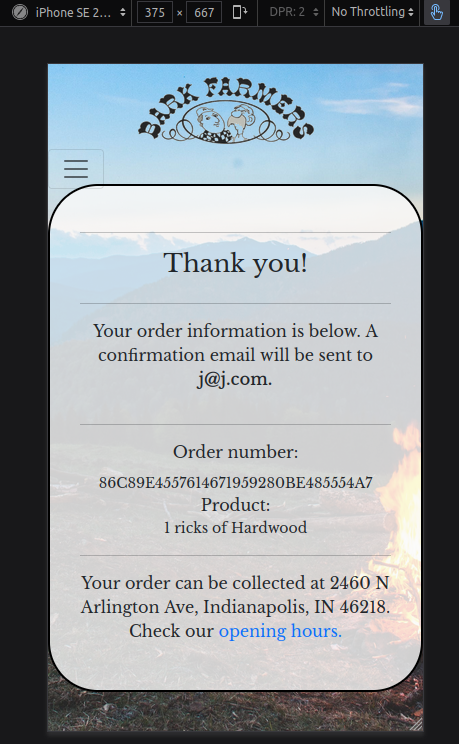 iPhone SE 2... 375 × 667 DPR: 2 No Throttling
BARK FARMERS
Thank you!
Your order information is below. A
confirmation email will be sent to
j@j.com.
Order number:
86C89E4557614671959280BE485554A7
Product:
1 ricks of Hardwood
Your order can be collected at 2460 N
Arlington Ave, Indianapolis, IN 46218.
Check our opening hours.